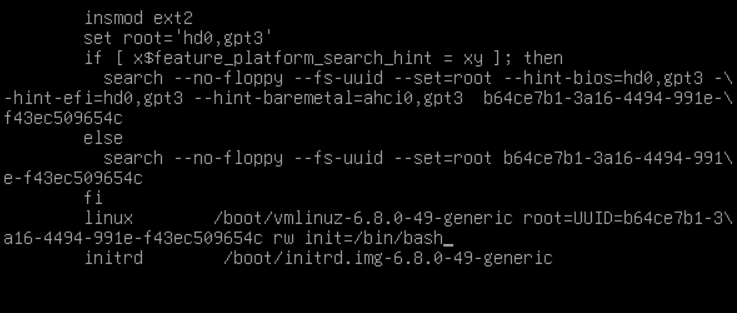 insmod ext2
set root='hd0,gpt3'
if [ x$feature_platform_search_hint = xy ]; then
search --no-floppy --fs-uuid --set=root --hint-bios=hd0,gpt3 -\
-hint-efi=hd0,gpt3 --hint-baremetal=ahci0,gpt3  b64ce7b1-3a16-4494-991e-\
f43ec509654c
else
search --no-floppy --fs-uuid --set=root b64ce7b1-3a16-4494-991\
e-f43ec509654c
fi
linux        /boot/vmlinuz-6.8.0-49-generic root=UUID=b64ce7b1-3\
a16-4494-991e-f43ec509654c rw init=/bin/bash_
initrd        /boot/initrd.img-6.8.0-49-generic